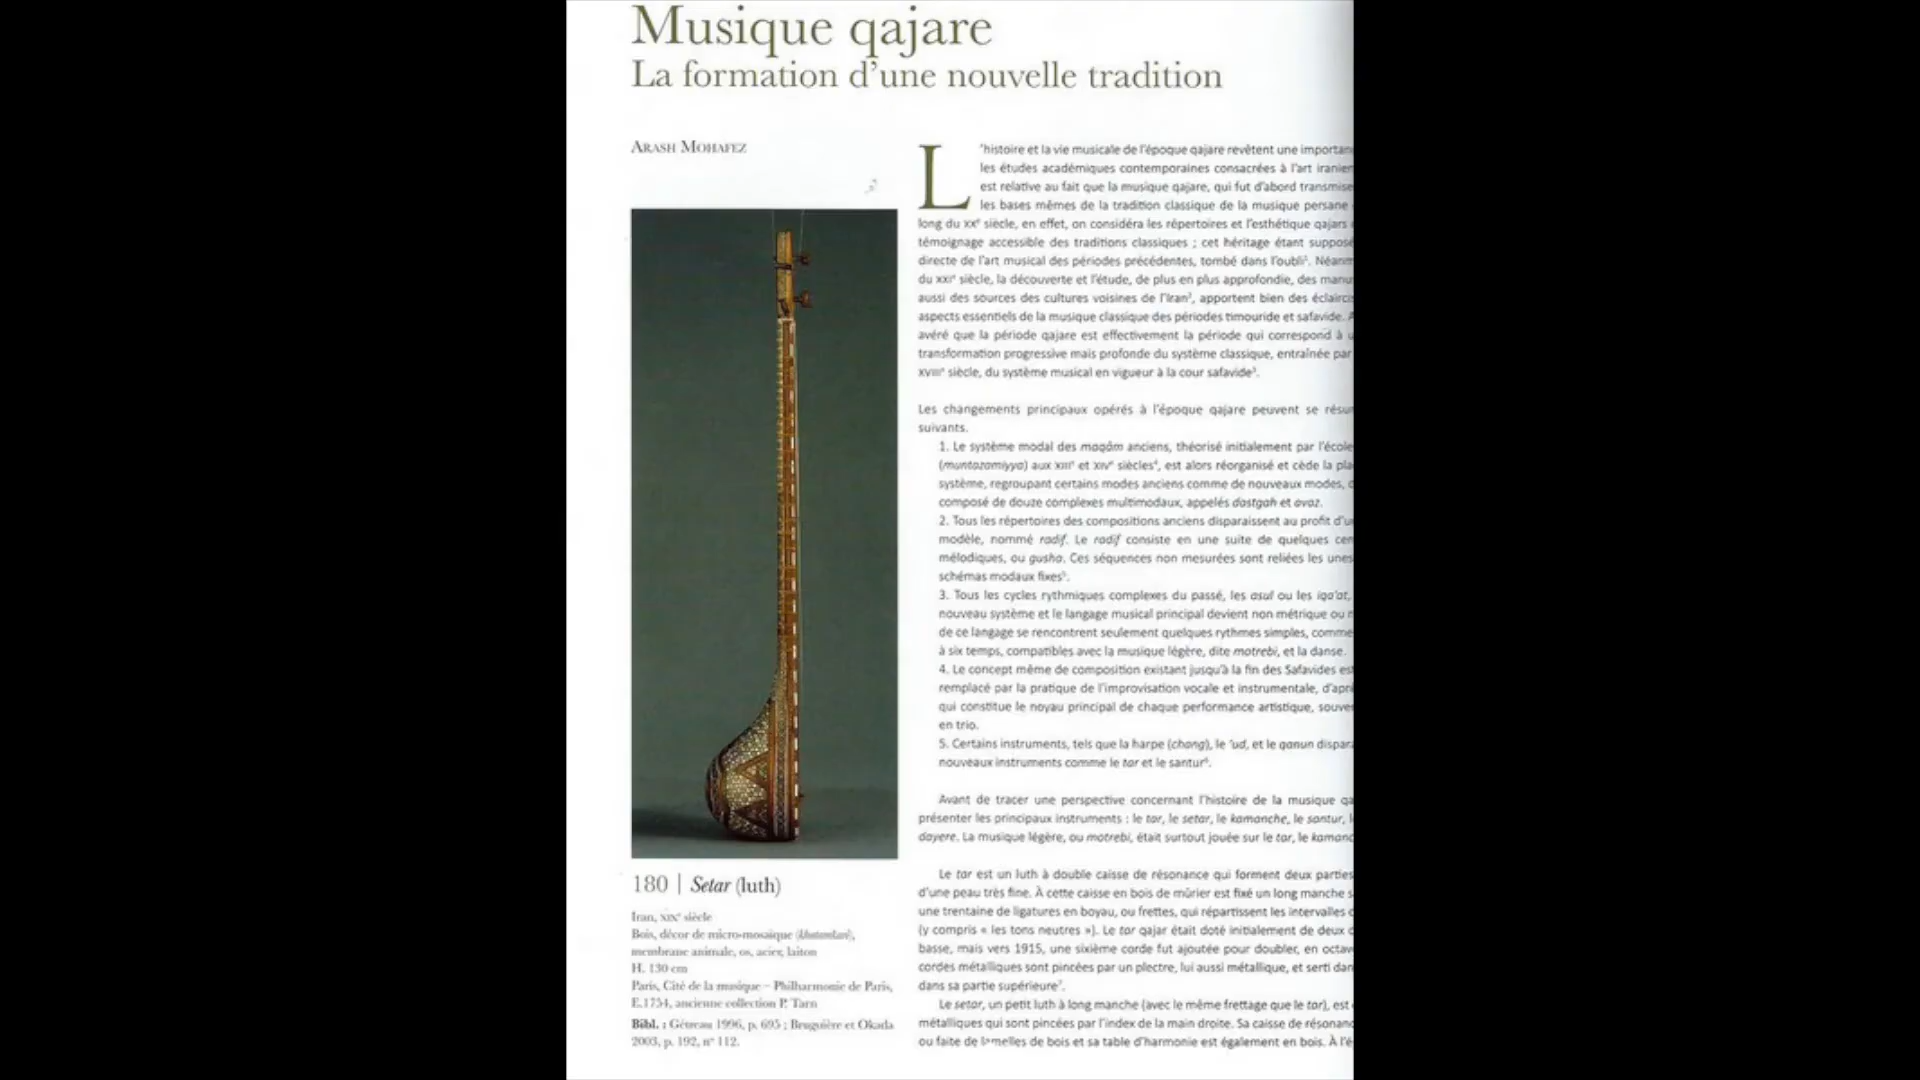 Musique qajare
La formation d'une nouvelle tradition
ARASH MOHAFEZ
L'histoire et la vie musicale de l'époque qajare revêtent une importan
les études académiques contemporaines consacrées à l'art iranien
est relative au fait que la musique qajare, qui fut d'abord transmise
les bases mêmes de la tradition classique de la musique persane
long du XXe siècle, en effet, on considéra les répertoires et l'esthétique qajars
témoignage accessible des traditions classiques ; cet héritage étant supposé
directe de l'art musical des périodes précédentes, tombé dans l'oubli¹. Néanm
du XXIe siècle, la découverte et l'étude, de plus en plus approfondie, des manu
aussi des sources des cultures voisines de l'Iran², apportent bien des éclairci
aspects essentiels de la musique classique des périodes timouride et safavide. A
avéré que la période qajare est effectivement la période qui correspond à u
transformation progressive mais profonde du système classique, entraînée par
XVIIIe siècle, du système musical en vigueur à la cour safavide³.
Les changements principaux opérés à l'époque qajare peuvent se résu
suivants.
1. Le système modal des maqâm anciens, théorisé initialement par l'école
(muntazamiyya) aux XIIIe et XIVe siècles⁴, est alors réorganisé et cède la pla
système, regroupant certains modes anciens comme de nouveaux modes,
composé de douze complexes multimodaux, appelés dastgah et avaz.
2. Tous les répertoires des compositions anciens disparaissent au profit d'u
modèle, nommé radif. Le radif consiste en une suite de quelques cen
mélodiques, ou gusha. Ces séquences non mesurées sont reliées les unes
schémas modaux fixes⁵.
3. Tous les cycles rythmiques complexes du passé, les asul ou les iqa'at,
nouveau système et le langage musical principal devient non métrique ou
de ce langage se rencontrent seulement quelques rythmes simples, comme
à six temps, compatibles avec la musique légère, dite motrebi, et la danse.
4. Le concept même de composition existant jusqu'à la fin des Safavides es
remplacé par la pratique de l'improvisation vocale et instrumentale, d'apr
qui constitue le noyau principal de chaque performance artistique, souve
en trio.
5. Certains instruments, tels que la harpe (chang), le 'ud, et le qanun dispar
nouveaux instruments comme le tar et le santur⁶.
Avant de tracer une perspective concernant l'histoire de la musique qa
présenter les principaux instruments : le tar, le setar, le kamanche, le santur, l
dayere. La musique légère, ou motrebi, était surtout jouée sur le tar, le kamanc
Le tar est un luth à double caisse de résonance qui forment deux parties
d'une peau très fine. À cette caisse en bois de mûrier est fixé un long manche s
une trentaine de ligatures en boyau, ou frettes, qui répartissent les intervalles
(y compris « les tons neutres »). Le tar qajar était doté initialement de deux
basse, mais vers 1915, une sixième corde fut ajoutée pour doubler, en octav
cordes métalliques sont pincées par un plectre, lui aussi métallique, et serti dan
dans sa partie supérieure⁷.
Le setar, un petit luth à long manche (avec le même frettage que le tar), est
métalliques qui sont pincées par l'index de la main droite. Sa caisse de résonanc
ou faite de lamelles de bois et sa table d'harmonie est également en bois. À l'é
180 | Setar (luth)
Iran, XIXe siècle
Bois, décor de micro-mosaïque (khatamkari),
membrane animale, os, acier, laiton
H. 130 cm
Paris, Cité de la musique – Philharmonie de Paris,
E.1754, ancienne collection P. Tarn
Bibl. : Gétreau 1996, p. 695 ; Bruguière et Okada
2003, p. 192, n° 112.